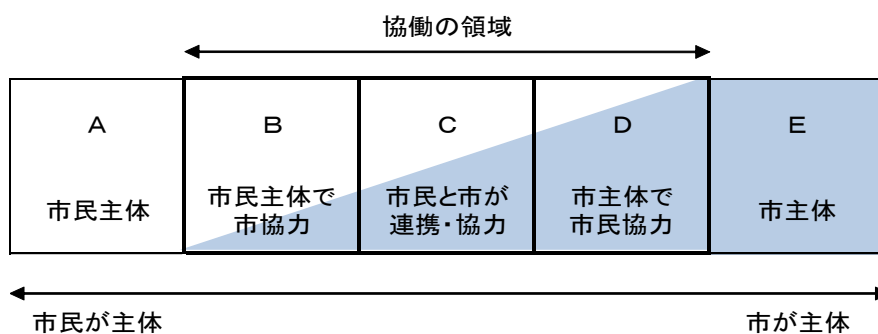 協働の領域
A
市民主体
B
市民主体で
市協力
C
市民と市が
連携・協力
D
市主体で
市民協力
E
市主体
市民が主体
市が主体